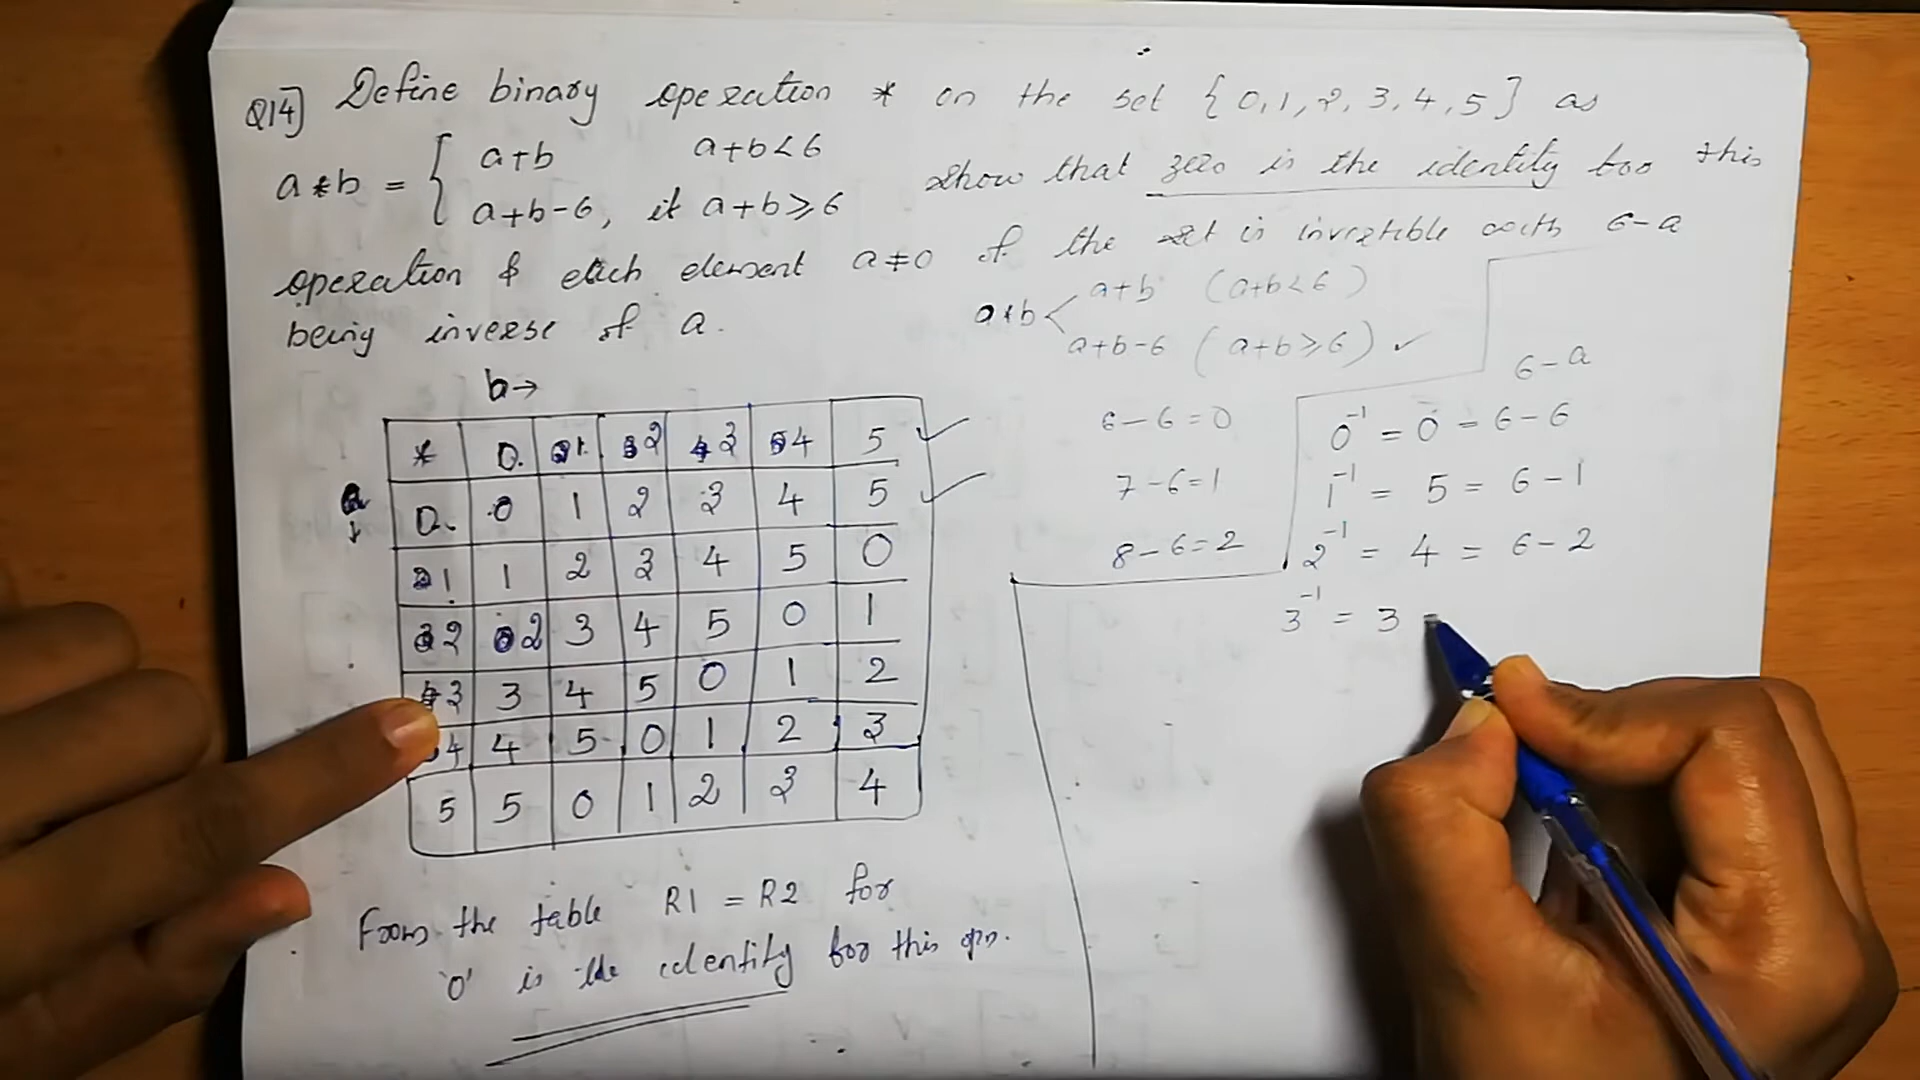 Q14] Define binary operation * on the set {0,1,2,3,4,5} as
a*b = { a+b a+b<6
a+b-6, if a+b≥6 show that zero is the identity for this
operation & each element a≠0 of the set is invertible with 6-a
being inverse of a.
a*b < a+b (a+b<6)
a+b-6 (a+b≥6) ✓
b→
a
↓
* 0 1 2 3 4 5 ✓
0 0 1 2 3 4 5 ✓
1 1 2 3 4 5 0
2 2 3 4 5 0 1
3 3 4 5 0 1 2
4 4 5 0 1 2 3
5 5 0 1 2 3 4
6-6=0
7-6=1
8-6=2
6-a
0⁻¹ = 0 = 6-6
1⁻¹ = 5 = 6-1
2⁻¹ = 4 = 6-2
3⁻¹ = 3 =
From the table R1 = R2 for
'0' is the identity for this opn.